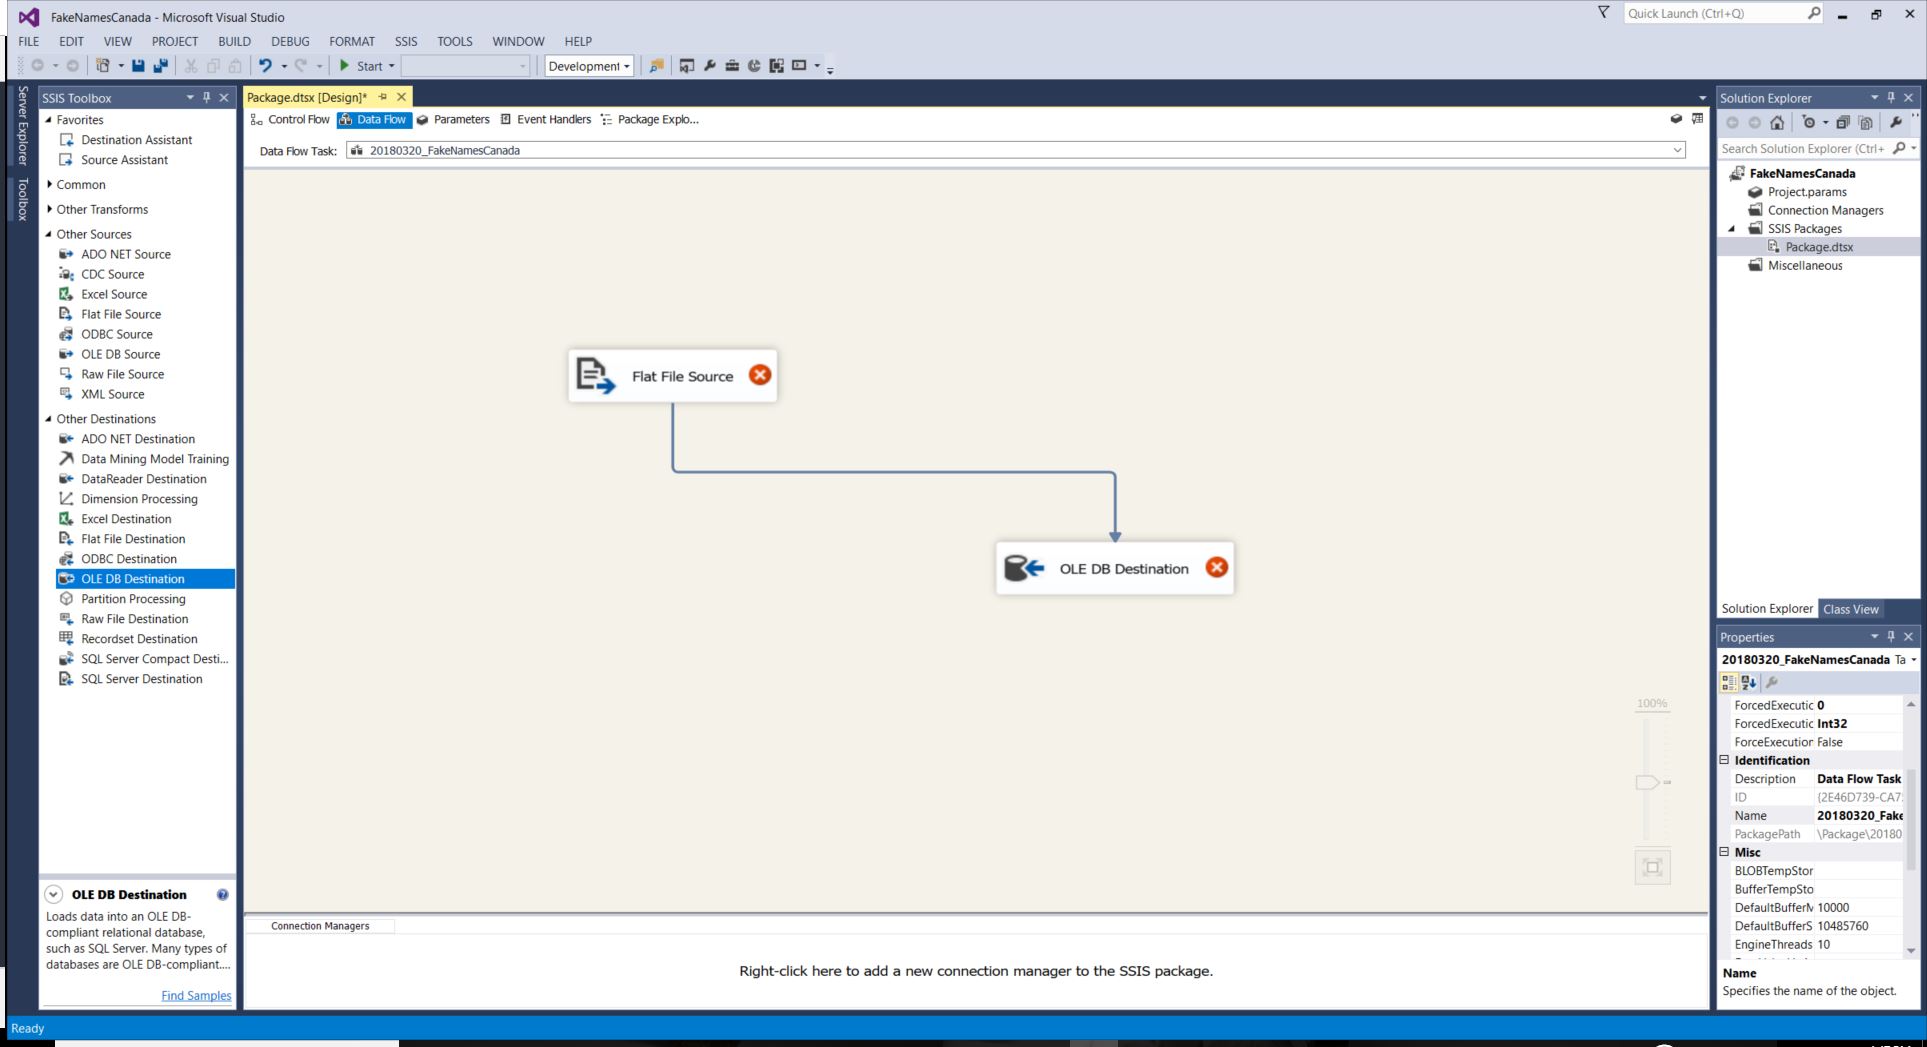 FakeNamesCanada - Microsoft Visual Studio
Quick Launch (Ctrl+Q)
FILE EDIT VIEW PROJECT BUILD DEBUG FORMAT SSIS TOOLS WINDOW HELP
Start
Development
Server Explorer
Toolbox
SSIS Toolbox
Favorites
Destination Assistant
Source Assistant
Common
Other Transforms
Other Sources
ADO NET Source
CDC Source
Excel Source
Flat File Source
ODBC Source
OLE DB Source
Raw File Source
XML Source
Other Destinations
ADO NET Destination
Data Mining Model Training
DataReader Destination
Dimension Processing
Excel Destination
Flat File Destination
ODBC Destination
OLE DB Destination
Partition Processing
Raw File Destination
Recordset Destination
SQL Server Compact Desti...
SQL Server Destination
OLE DB Destination
Loads data into an OLE DB-
compliant relational database,
such as SQL Server. Many types of
databases are OLE DB-compliant....
Find Samples
Package.dtsx [Design]*
Control Flow Data Flow Parameters Event Handlers Package Explo...
Data Flow Task: 20180320_FakeNamesCanada
Flat File Source
OLE DB Destination
100%
Connection Managers
Right-click here to add a new connection manager to the SSIS package.
Solution Explorer
Search Solution Explorer (Ctrl+
FakeNamesCanada
Project.params
Connection Managers
SSIS Packages
Package.dtsx
Miscellaneous
Solution Explorer Class View
Properties
20180320_FakeNamesCanada Ta
ForcedExecutic 0
ForcedExecutic Int32
ForceExecution False
Identification
Description Data Flow Task
ID {2E46D739-CA7
Name 20180320_Fake
PackagePath \Package\20180
Misc
BLOBTempStor
BufferTempSto
DefaultBufferM 10000
DefaultBufferS 10485760
EngineThreads 10
Name
Specifies the name of the object.
Ready